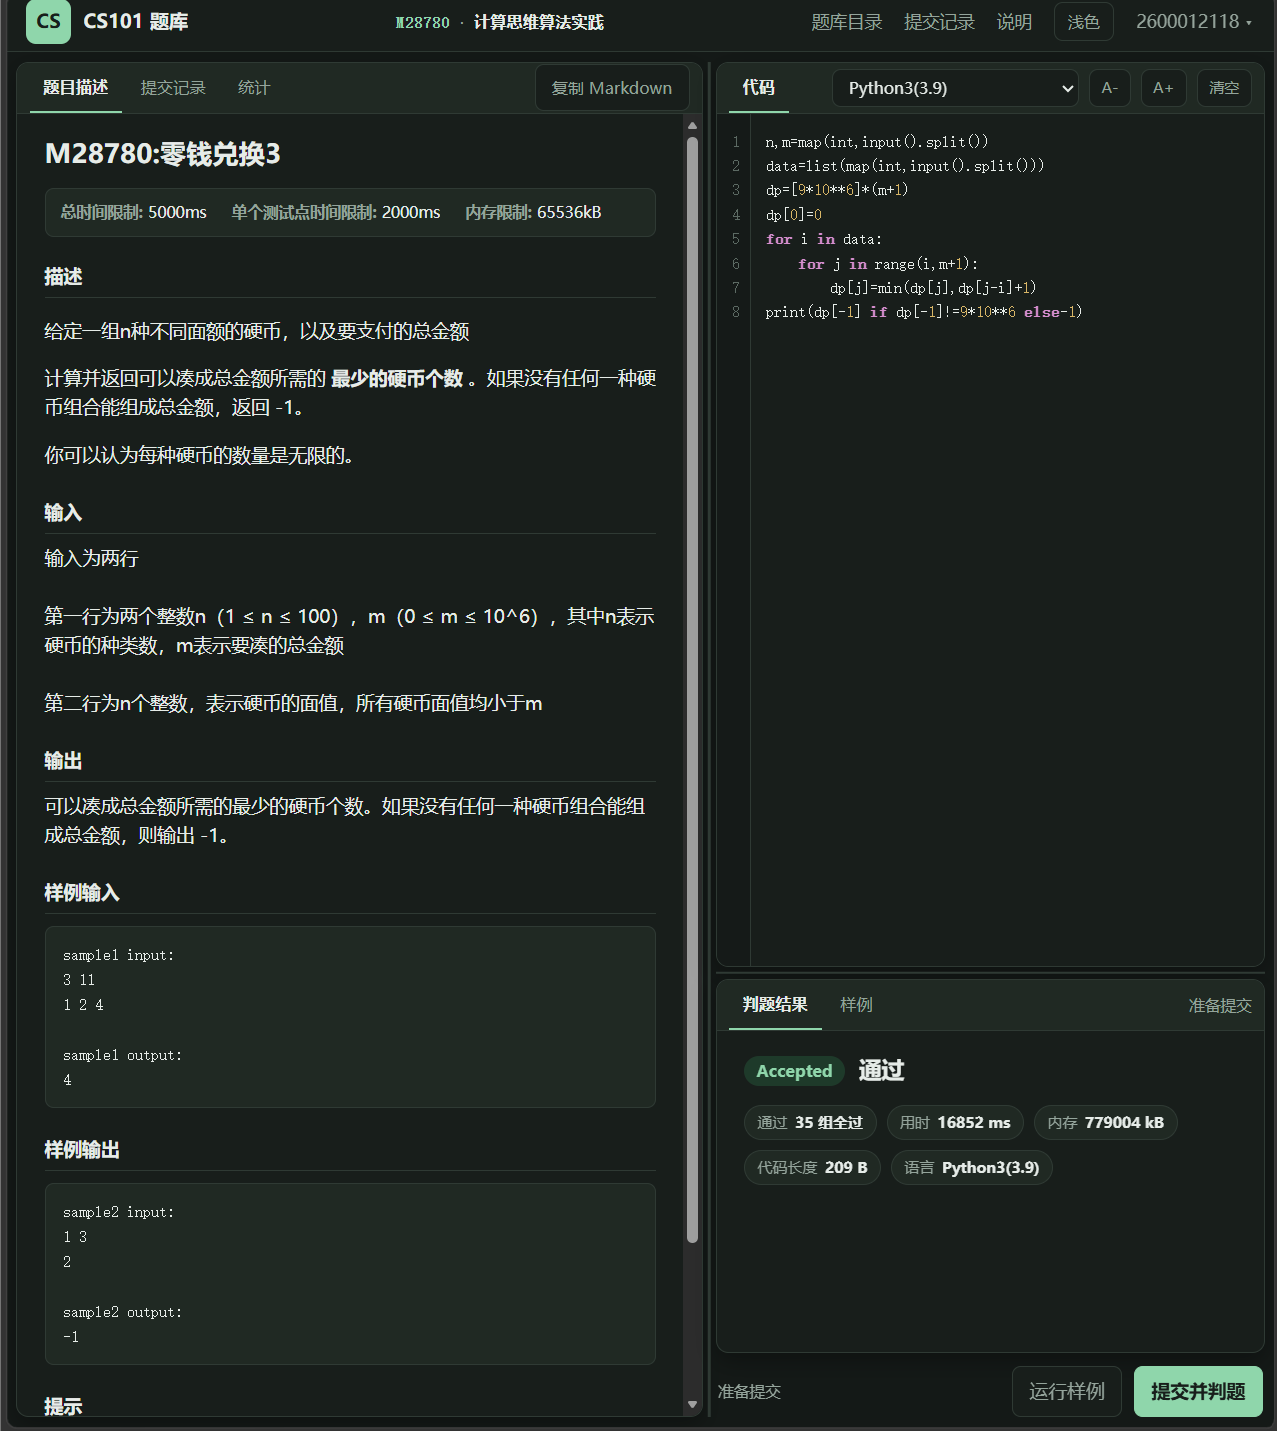 CS
CS101 题库
M28780 · 计算思维算法实践
题库目录
提交记录
说明
浅色
2600012118
题目描述
提交记录
统计
复制 Markdown
M28780:零钱兑换3
总时间限制: 5000ms
单个测试点时间限制: 2000ms
内存限制: 65536kB
描述
给定一组n种不同面额的硬币，以及要支付的总金额
计算并返回可以凑成总金额所需的 最少的硬币个数 。如果没有任何一种硬
币组合能组成总金额，返回 -1。
你可以认为每种硬币的数量是无限的。
输入
输入为两行
第一行为两个整数n（1 ≤ n ≤ 100），m（0 ≤ m ≤ 10^6），其中n表示
硬币的种类数，m表示要凑的总金额
第二行为n个整数，表示硬币的面值，所有硬币面值均小于m
输出
可以凑成总金额所需的最少的硬币个数。如果没有任何一种硬币组合能组
成总金额，则输出 -1。
样例输入
sample1 input:
3 11
1 2 4
sample1 output:
4
样例输出
sample2 input:
1 3
2
sample2 output:
-1
提示
代码
Python3(3.9)
A-
A+
清空
1 n,m=map(int,input().split())
2 data=list(map(int,input().split()))
3 dp=[9*10**6]*(m+1)
4 dp[0]=0
5 for i in data:
6     for j in range(i,m+1):
7         dp[j]=min(dp[j],dp[j-i]+1)
8 print(dp[-1] if dp[-1]!=9*10**6 else-1)
判题结果
样例
准备提交
Accepted
通过
通过 35 组全过
用时 16852 ms
内存 779004 kB
代码长度 209 B
语言 Python3(3.9)
准备提交
运行样例
提交并判题